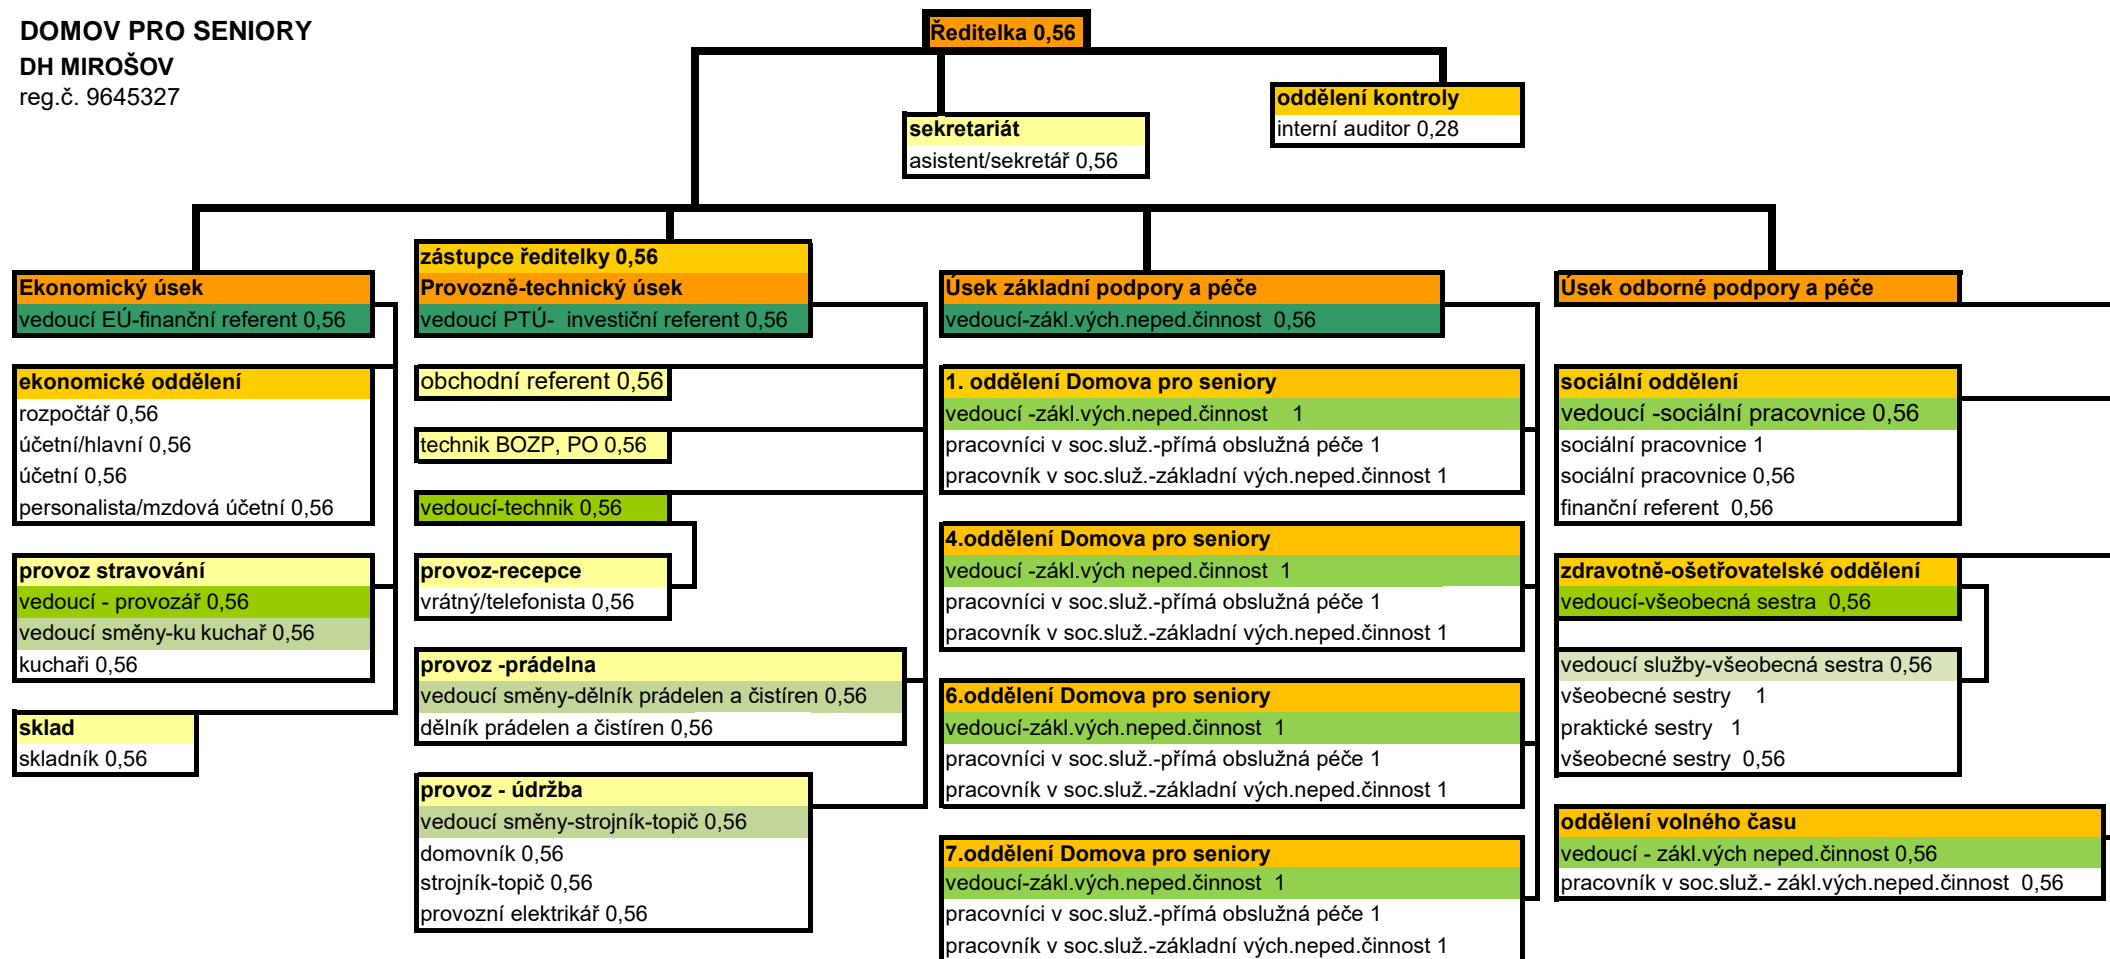 DOMOV PRO SENIORY
DH MIROŠOV
reg.č. 9645327
Ředitelka 0,56
oddělení kontroly
interní auditor 0,28
sekretariát
asistent/sekretář 0,56
Ekonomický úsek
vedoucí EÚ-finanční referent 0,56
ekonomické oddělení
rozpočtář 0,56
účetní/hlavní 0,56
účetní 0,56
personalista/mzdová účetní 0,56
provoz stravování
vedoucí - provozář 0,56
vedoucí směny-ku kuchař 0,56
kuchaři 0,56
sklad
skladník 0,56
zástupce ředitelky 0,56
Provozně-technický úsek
vedoucí PTÚ- investiční referent 0,56
obchodní referent 0,56
technik BOZP, PO 0,56
vedoucí-technik 0,56
provoz-recepce
vrátný/telefonista 0,56
provoz -prádelna
vedoucí směny-dělník prádelen a čistíren 0,56
dělník prádelen a čistíren 0,56
provoz - údržba
vedoucí směny-strojník-topič 0,56
domovník 0,56
strojník-topič 0,56
provozní elektrikář 0,56
Úsek základní podpory a péče
vedoucí-zákl.vých.neped.činnost 0,56
1. oddělení Domova pro seniory
vedoucí -zákl.vých.neped.činnost 1
pracovníci v soc.služ.-přímá obslužná péče 1
pracovník v soc.služ.-základní vých.neped.činnost 1
4.oddělení Domova pro seniory
vedoucí -zákl.vých neped.činnost 1
pracovníci v soc.služ.-přímá obslužná péče 1
pracovník v soc.služ.-základní vých.neped.činnost 1
6.oddělení Domova pro seniory
vedoucí-zákl.vých.neped.činnost 1
pracovníci v soc.služ.-přímá obslužná péče 1
pracovník v soc.služ.-základní vých.neped.činnost 1
7.oddělení Domova pro seniory
vedoucí-zákl.vých.neped.činnost 1
pracovníci v soc.služ.-přímá obslužná péče 1
pracovník v soc.služ.-základní vých.neped.činnost 1
Úsek odborné podpory a péče
sociální oddělení
vedoucí -sociální pracovnice 0,56
sociální pracovnice 1
sociální pracovnice 0,56
finanční referent 0,56
zdravotně-ošetřovatelské oddělení
vedoucí-všeobecná sestra 0,56
vedoucí služby-všeobecná sestra 0,56
všeobecné sestry 1
praktické sestry 1
všeobecné sestry 0,56
oddělení volného času
vedoucí - zákl.vých neped.činnost 0,56
pracovník v soc.služ.- zákl.vých.neped.činnost 0,56